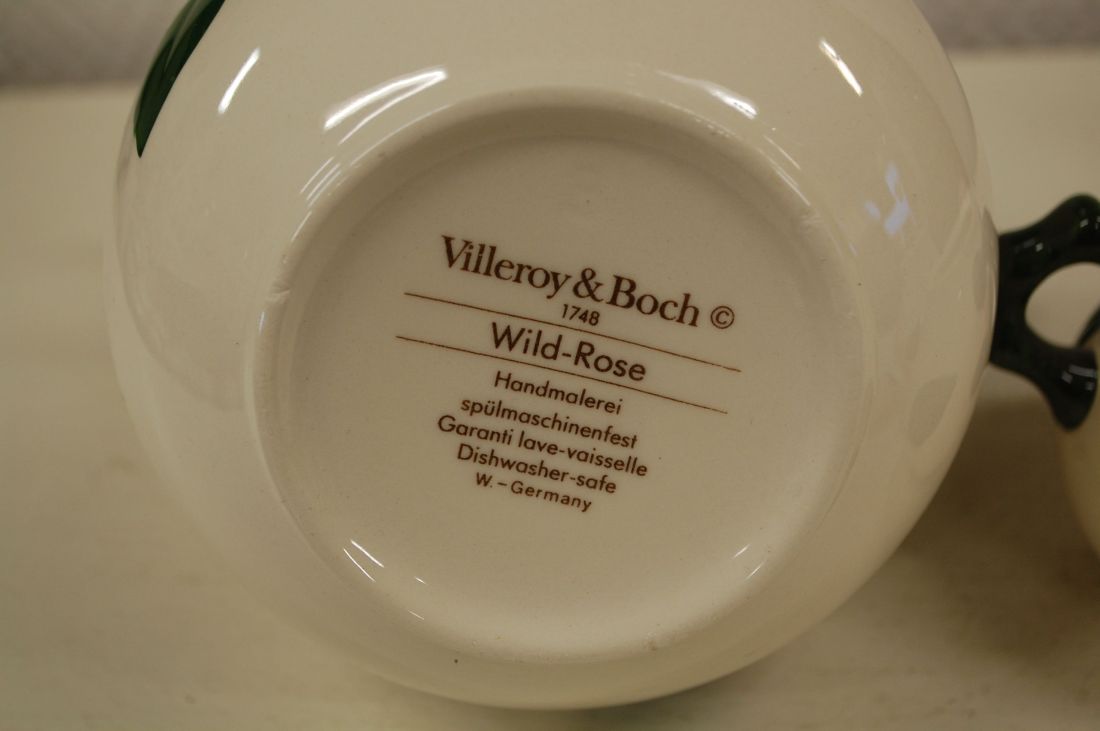 Villeroy & Boch ©
1748
Wild-Rose
Handmalerei
spülmaschinenfest
Garanti lave-vaisselle
Dishwasher-safe
W.-Germany